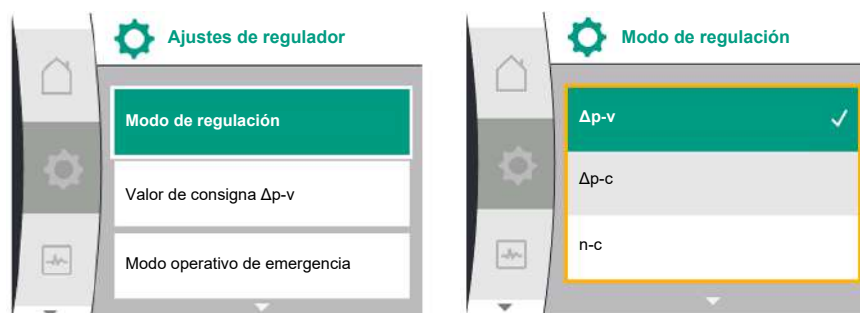 Ajustes de regulador
Modo de regulación
Valor de consigna Δp-v
Modo operativo de emergencia
Modo de regulación
Δp-v
Δp-c
n-c